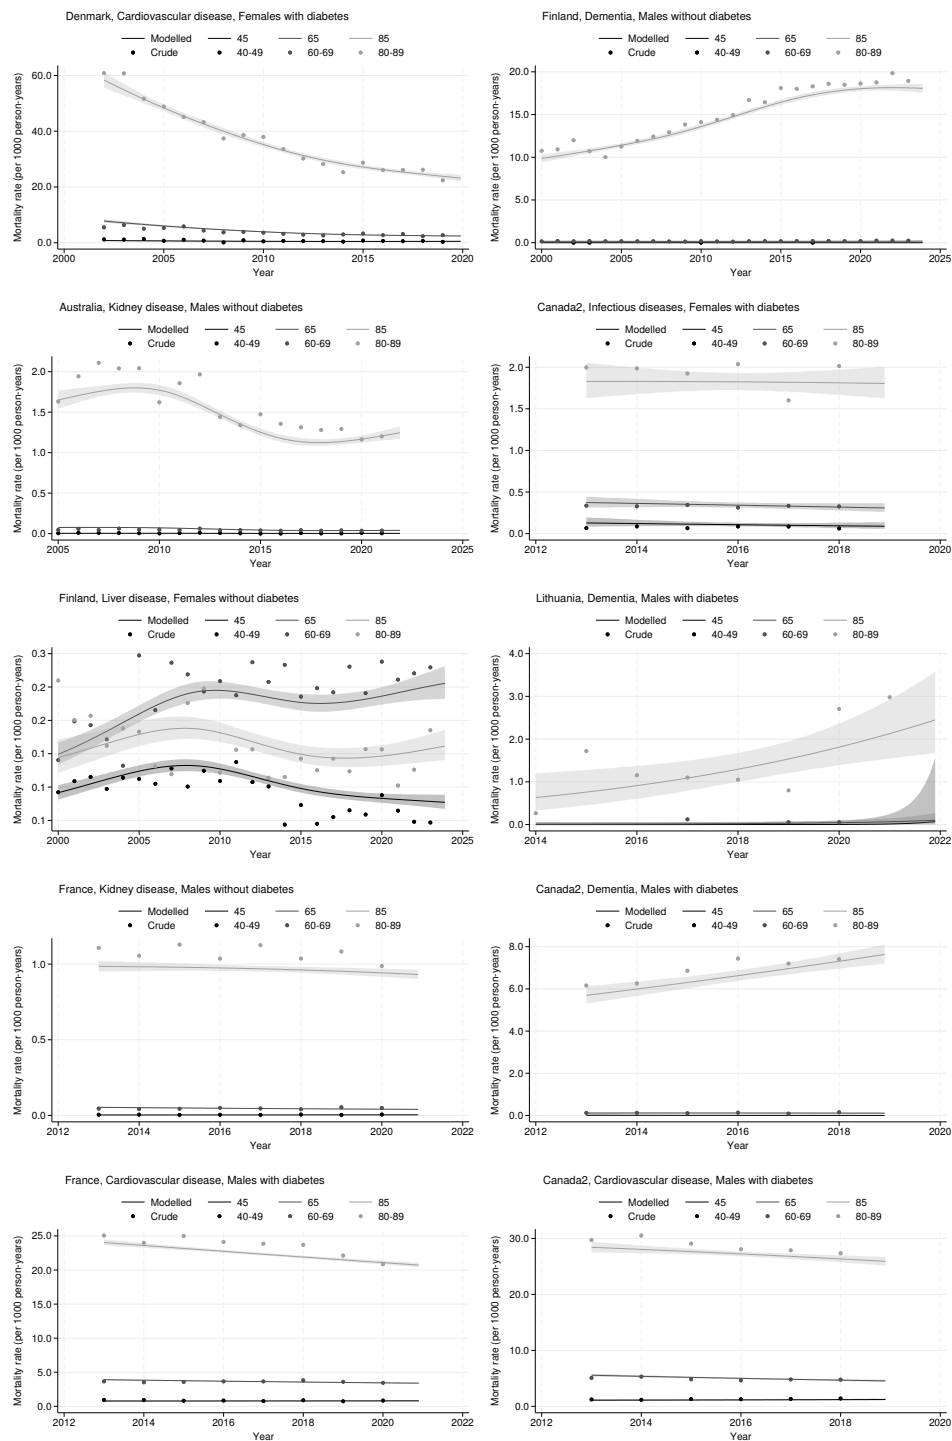 Denmark, Cardiovascular disease, Females with diabetes
Modelled 45 65 85
Crude 40-49 60-69 80-89
Mortality rate (per 1000 person-years)
60.0
40.0
20.0
0.0
2000 2005 2010 2015 2020
Year
Finland, Dementia, Males without diabetes
Modelled 45 65 85
Crude 40-49 60-69 80-89
Mortality rate (per 1000 person-years)
20.0
15.0
10.0
5.0
0.0
2000 2005 2010 2015 2020 2025
Year
Australia, Kidney disease, Males without diabetes
Modelled 45 65 85
Crude 40-49 60-69 80-89
Mortality rate (per 1000 person-years)
2.0
1.5
1.0
0.5
0.0
2005 2010 2015 2020 2025
Year
Canada2, Infectious diseases, Females with diabetes
Modelled 45 65 85
Crude 40-49 60-69 80-89
Mortality rate (per 1000 person-years)
2.0
1.5
1.0
0.5
0.0
2012 2014 2016 2018 2020
Year
Finland, Liver disease, Females without diabetes
Modelled 45 65 85
Crude 40-49 60-69 80-89
Mortality rate (per 1000 person-years)
0.3
0.2
0.2
0.1
0.1
0.1
2000 2005 2010 2015 2020 2025
Year
Lithuania, Dementia, Males with diabetes
Modelled 45 65 85
Crude 40-49 60-69 80-89
Mortality rate (per 1000 person-years)
4.0
3.0
2.0
1.0
0.0
2014 2016 2018 2020 2022
Year
France, Kidney disease, Males without diabetes
Modelled 45 65 85
Crude 40-49 60-69 80-89
Mortality rate (per 1000 person-years)
1.0
0.5
0.0
2012 2014 2016 2018 2020 2022
Year
Canada2, Dementia, Males with diabetes
Modelled 45 65 85
Crude 40-49 60-69 80-89
Mortality rate (per 1000 person-years)
8.0
6.0
4.0
2.0
0.0
2012 2014 2016 2018 2020
Year
France, Cardiovascular disease, Males with diabetes
Modelled 45 65 85
Crude 40-49 60-69 80-89
Mortality rate (per 1000 person-years)
25.0
20.0
15.0
10.0
5.0
0.0
2012 2014 2016 2018 2020 2022
Year
Canada2, Cardiovascular disease, Males with diabetes
Modelled 45 65 85
Crude 40-49 60-69 80-89
Mortality rate (per 1000 person-years)
30.0
20.0
10.0
0.0
2012 2014 2016 2018 2020
Year